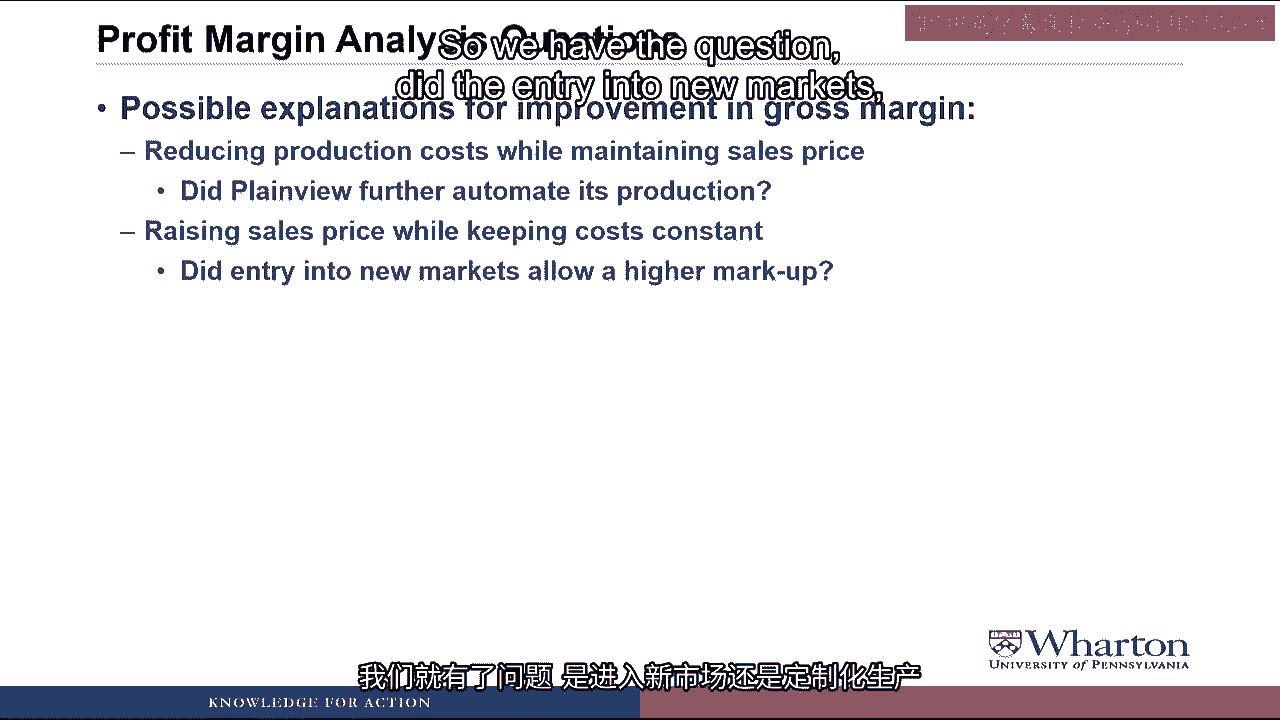 Profit Margin Analysis Questions
So we have the question,
did the entry into new markets,
• Possible explanations for improvement in gross margin:
– Reducing production costs while maintaining sales price
• Did Plainview further automate its production?
– Raising sales price while keeping costs constant
• Did entry into new markets allow a higher mark-up?
Wharton
UNIVERSITY of PENNSYLVANIA
我们就有了问题 是进入新市场还是定制化生产
KNOWLEDGE FOR ACTION